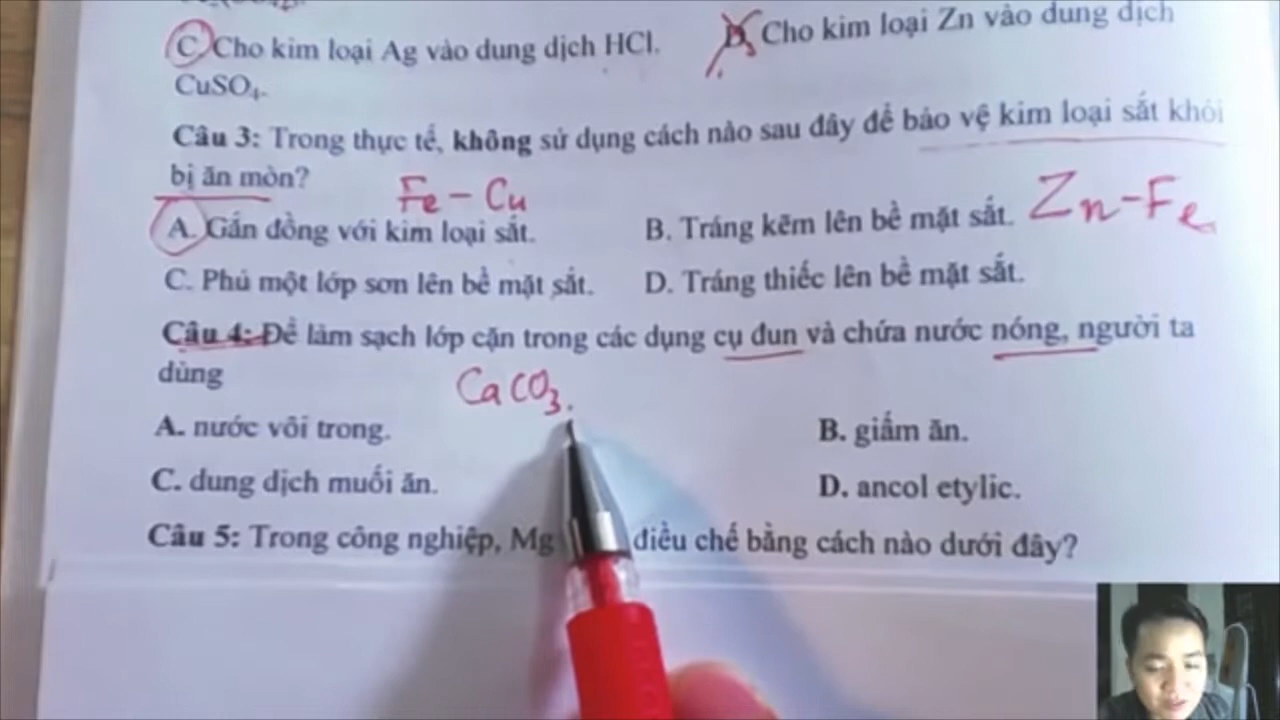 C. Cho kim loại Ag vào dung dịch HCl. D. Cho kim loại Zn vào dung dịch
CuSO₄.
Câu 3: Trong thực tế, không sử dụng cách nào sau đây để bảo vệ kim loại sắt khỏi
bị ăn mòn?
Fe - Cu
Zn-Fe
A. Gắn đồng với kim loại sắt. B. Tráng kẽm lên bề mặt sắt.
C. Phủ một lớp sơn lên bề mặt sắt. D. Tráng thiếc lên bề mặt sắt.
Câu 4: Để làm sạch lớp cặn trong các dụng cụ đun và chứa nước nóng, người ta
dùng
CaCO₃.
A. nước vôi trong. B. giấm ăn.
C. dung dịch muối ăn. D. ancol etylic.
Câu 5: Trong công nghiệp, Mg điều chế bằng cách nào dưới đây?